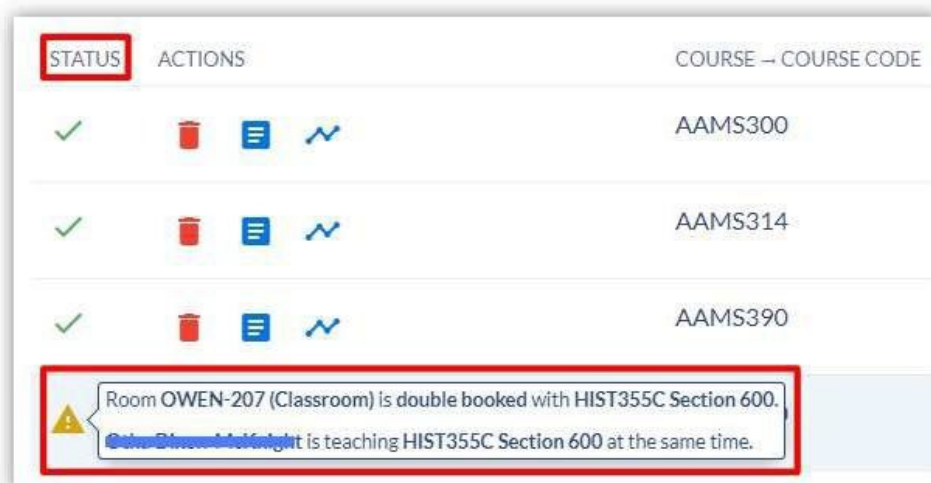 STATUS ACTIONS COURSE → COURSE CODE
AAMS300
AAMS314
AAMS390
Room OWEN-207 (Classroom) is double booked with HIST355C Section 600.
is teaching HIST355C Section 600 at the same time.